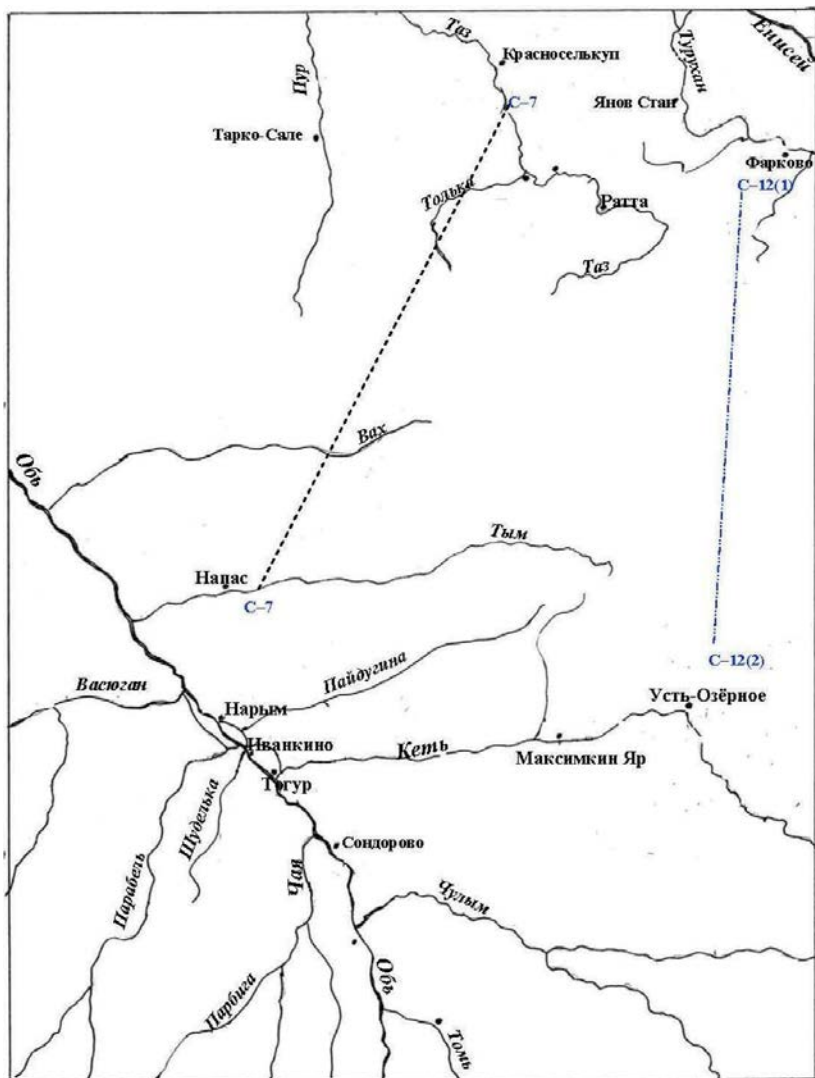 Таз
Енисей
Турухан
Красноселькуп
Пур
С–7
Янов Стан
Тарко-Сале
Фарково
Толька
С–12(1)
Ратта
Таз
Вах
Обь
Тым
Напас
С–7
С–12(2)
Пайдугина
Васюган
Усть-Озёрное
Нарым
Иванкино
Кеть
Максимкин Яр
Тогур
Шуделька
Сондорово
Парабель
Чая
Чулым
Обь
Парбига
Томь